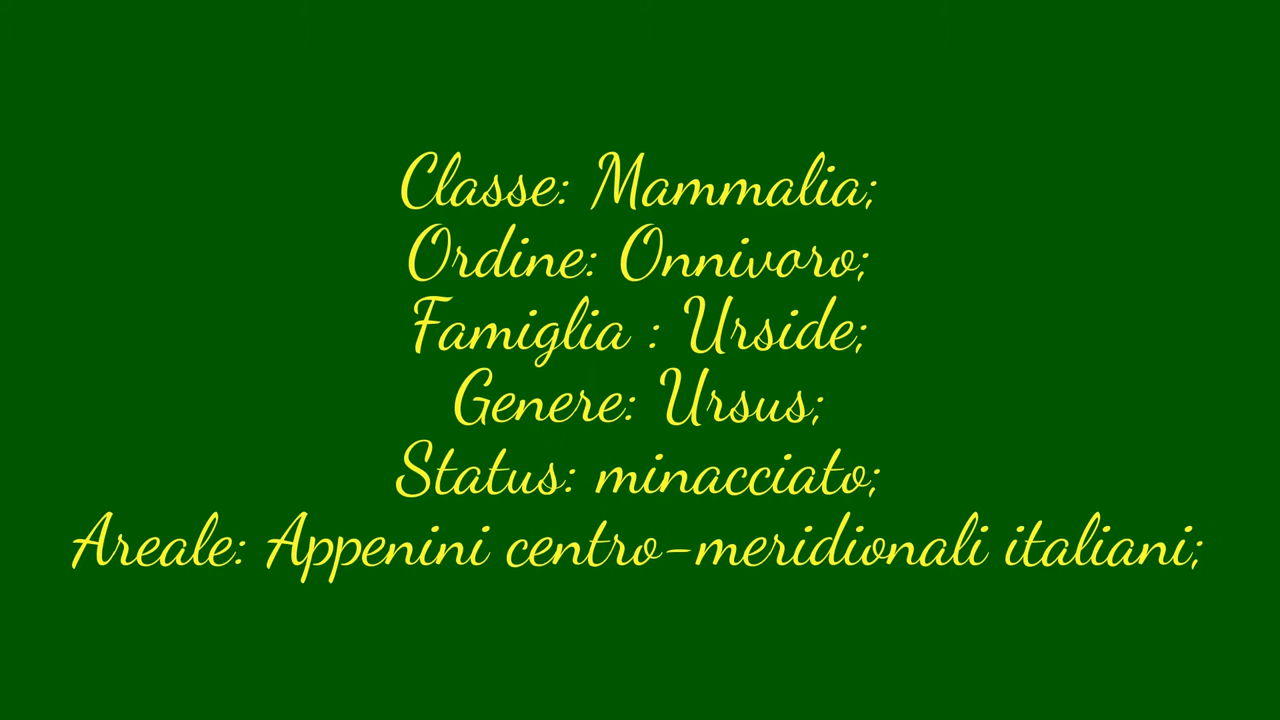 Classe: Mammalia;
Ordine: Onnivoro;
Famiglia : Urside;
Genere: Ursus;
Status: minacciato;
Areale: Appenini centro-meridionali italiani;